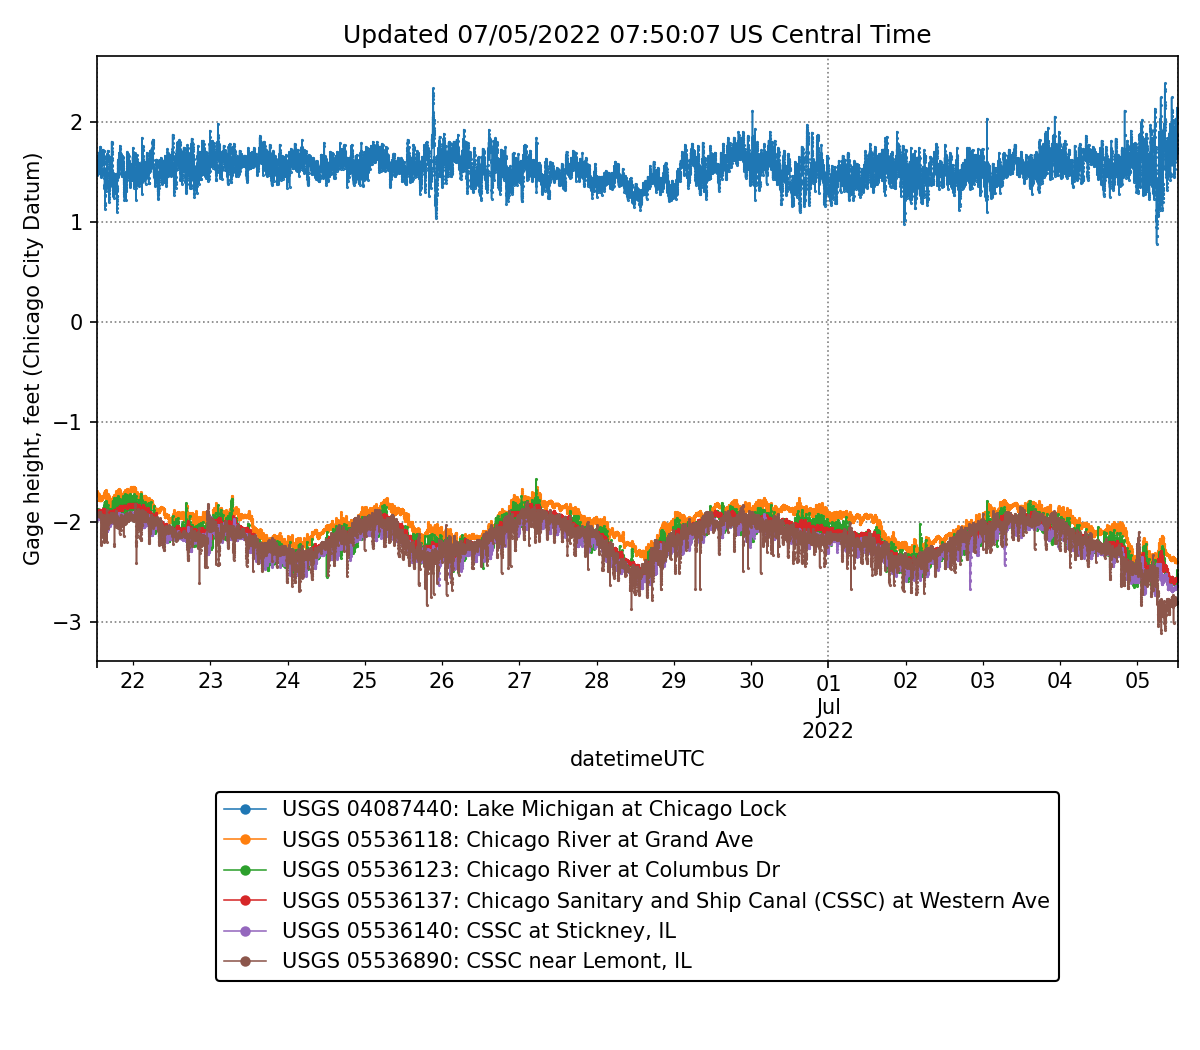 Updated 07/05/2022 07:50:07 US Central Time
Gage height, feet (Chicago City Datum)
2
1
0
−1
−2
−3
22 23 24 25 26 27 28 29 30 01 02 03 04 05
Jul
2022
datetimeUTC
USGS 04087440: Lake Michigan at Chicago Lock
USGS 05536118: Chicago River at Grand Ave
USGS 05536123: Chicago River at Columbus Dr
USGS 05536137: Chicago Sanitary and Ship Canal (CSSC) at Western Ave
USGS 05536140: CSSC at Stickney, IL
USGS 05536890: CSSC near Lemont, IL